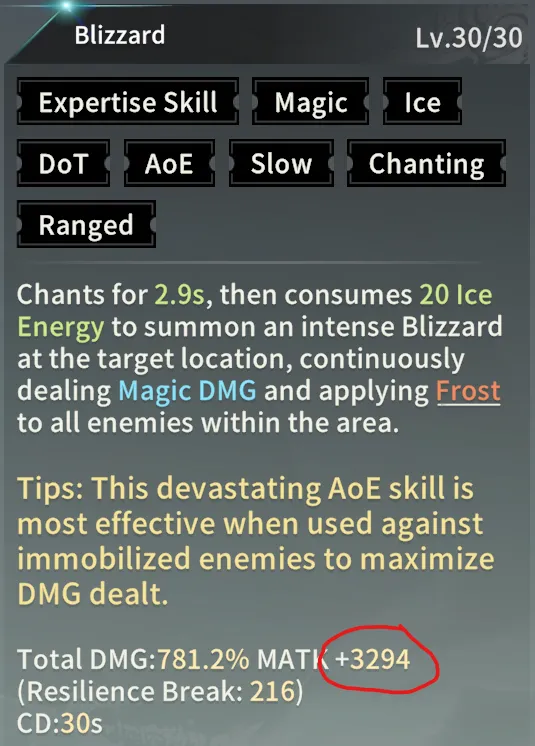 Blizzard
Lv.30/30
Expertise Skill Magic Ice
DoT AoE Slow Chanting
Ranged
Chants for 2.9s, then consumes 20 Ice
Energy to summon an intense Blizzard
at the target location, continuously
dealing Magic DMG and applying Frost
to all enemies within the area.
Tips: This devastating AoE skill is
most effective when used against
immobilized enemies to maximize
DMG dealt.
Total DMG:781.2% MATK +3294
(Resilience Break: 216)
CD:30s